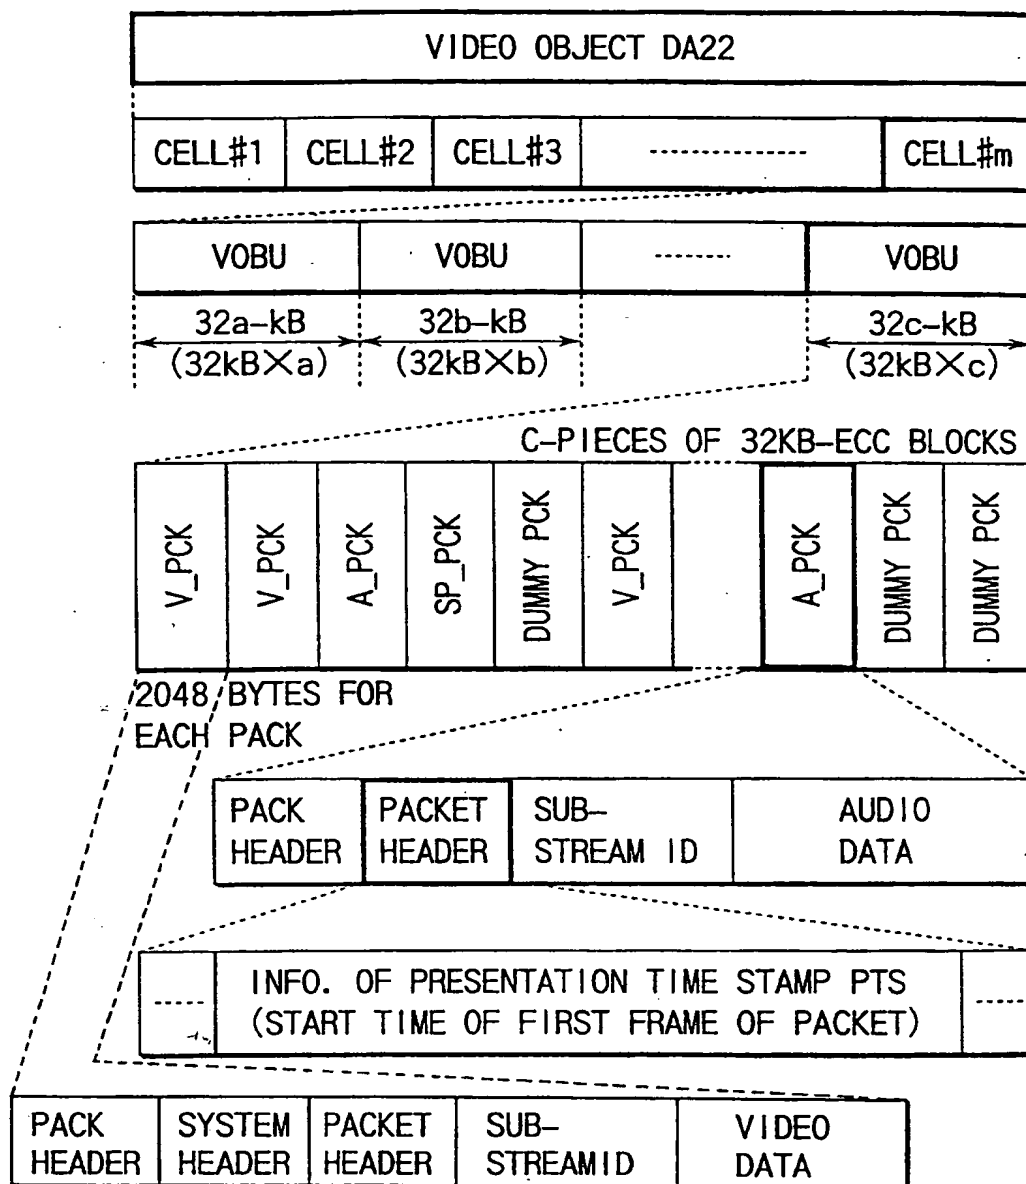 VIDEO OBJECT DA22
CELL#1 CELL#2 CELL#3 CELL#m
VOBU VOBU VOBU
32a-kB 32b-kB 32c-kB
(32kB×a) (32kB×b) (32kB×c)
C-PIECES OF 32KB-ECC BLOCKS
V_PCK V_PCK A_PCK SP_PCK DUMMY PCK V_PCK A_PCK DUMMY PCK DUMMY PCK
2048 BYTES FOR
EACH PACK
PACK PACKET SUB- AUDIO
HEADER HEADER STREAM ID DATA
INFO. OF PRESENTATION TIME STAMP PTS
(START TIME OF FIRST FRAME OF PACKET)
PACK SYSTEM PACKET SUB- VIDEO
HEADER HEADER HEADER STREAMID DATA